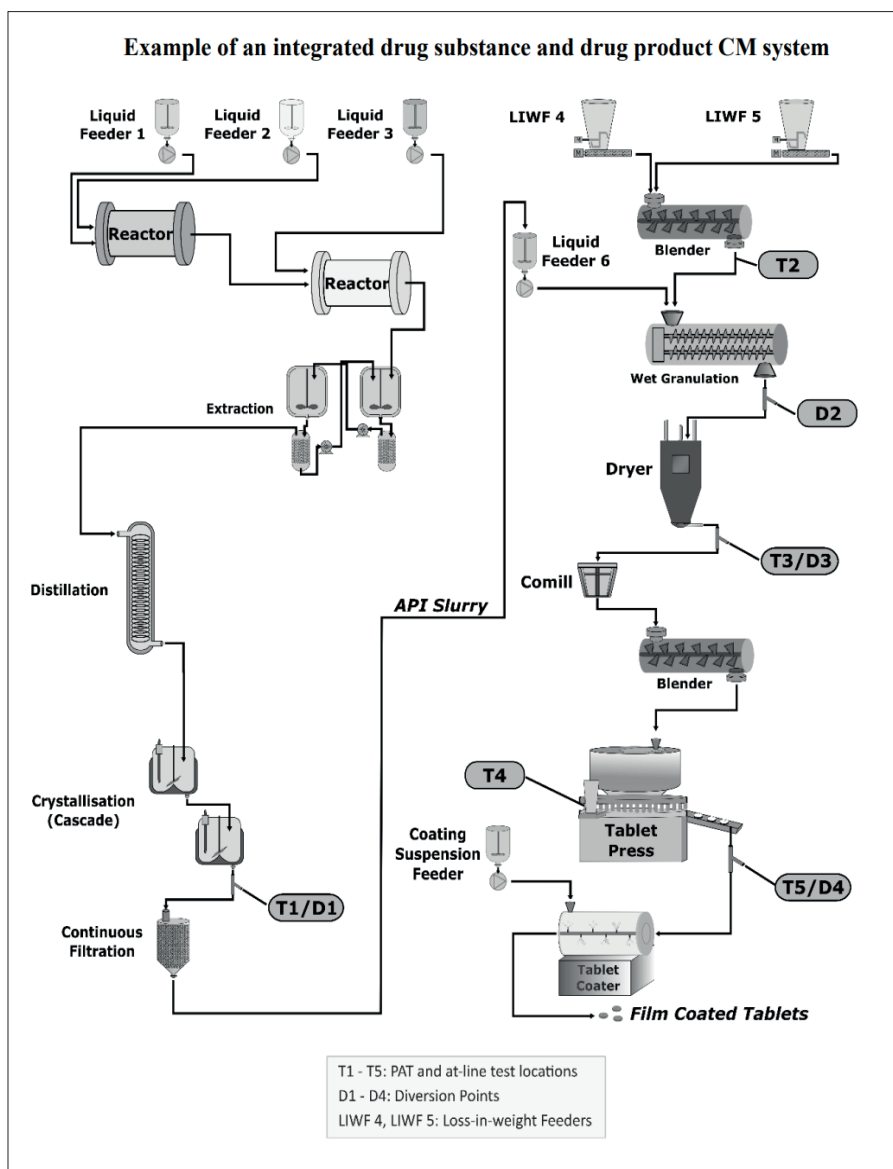 Example of an integrated drug substance and drug product CM system
Liquid
Feeder 1
Liquid
Feeder 2
Liquid
Feeder 3
Reactor
Reactor
Extraction
Distillation
Crystallisation
(Cascade)
T1/D1
Continuous
Filtration
API Slurry
LIWF 4
LIWF 5
M
M
M
M
Blender
T2
Liquid
Feeder 6
Wet Granulation
D2
Dryer
T3/D3
Comill
Blender
T4
Tablet
Press
T5/D4
Coating
Suspension
Feeder
Tablet
Coater
Film Coated Tablets
T1 - T5: PAT and at-line test locations
D1 - D4: Diversion Points
LIWF 4, LIWF 5: Loss-in-weight Feeders